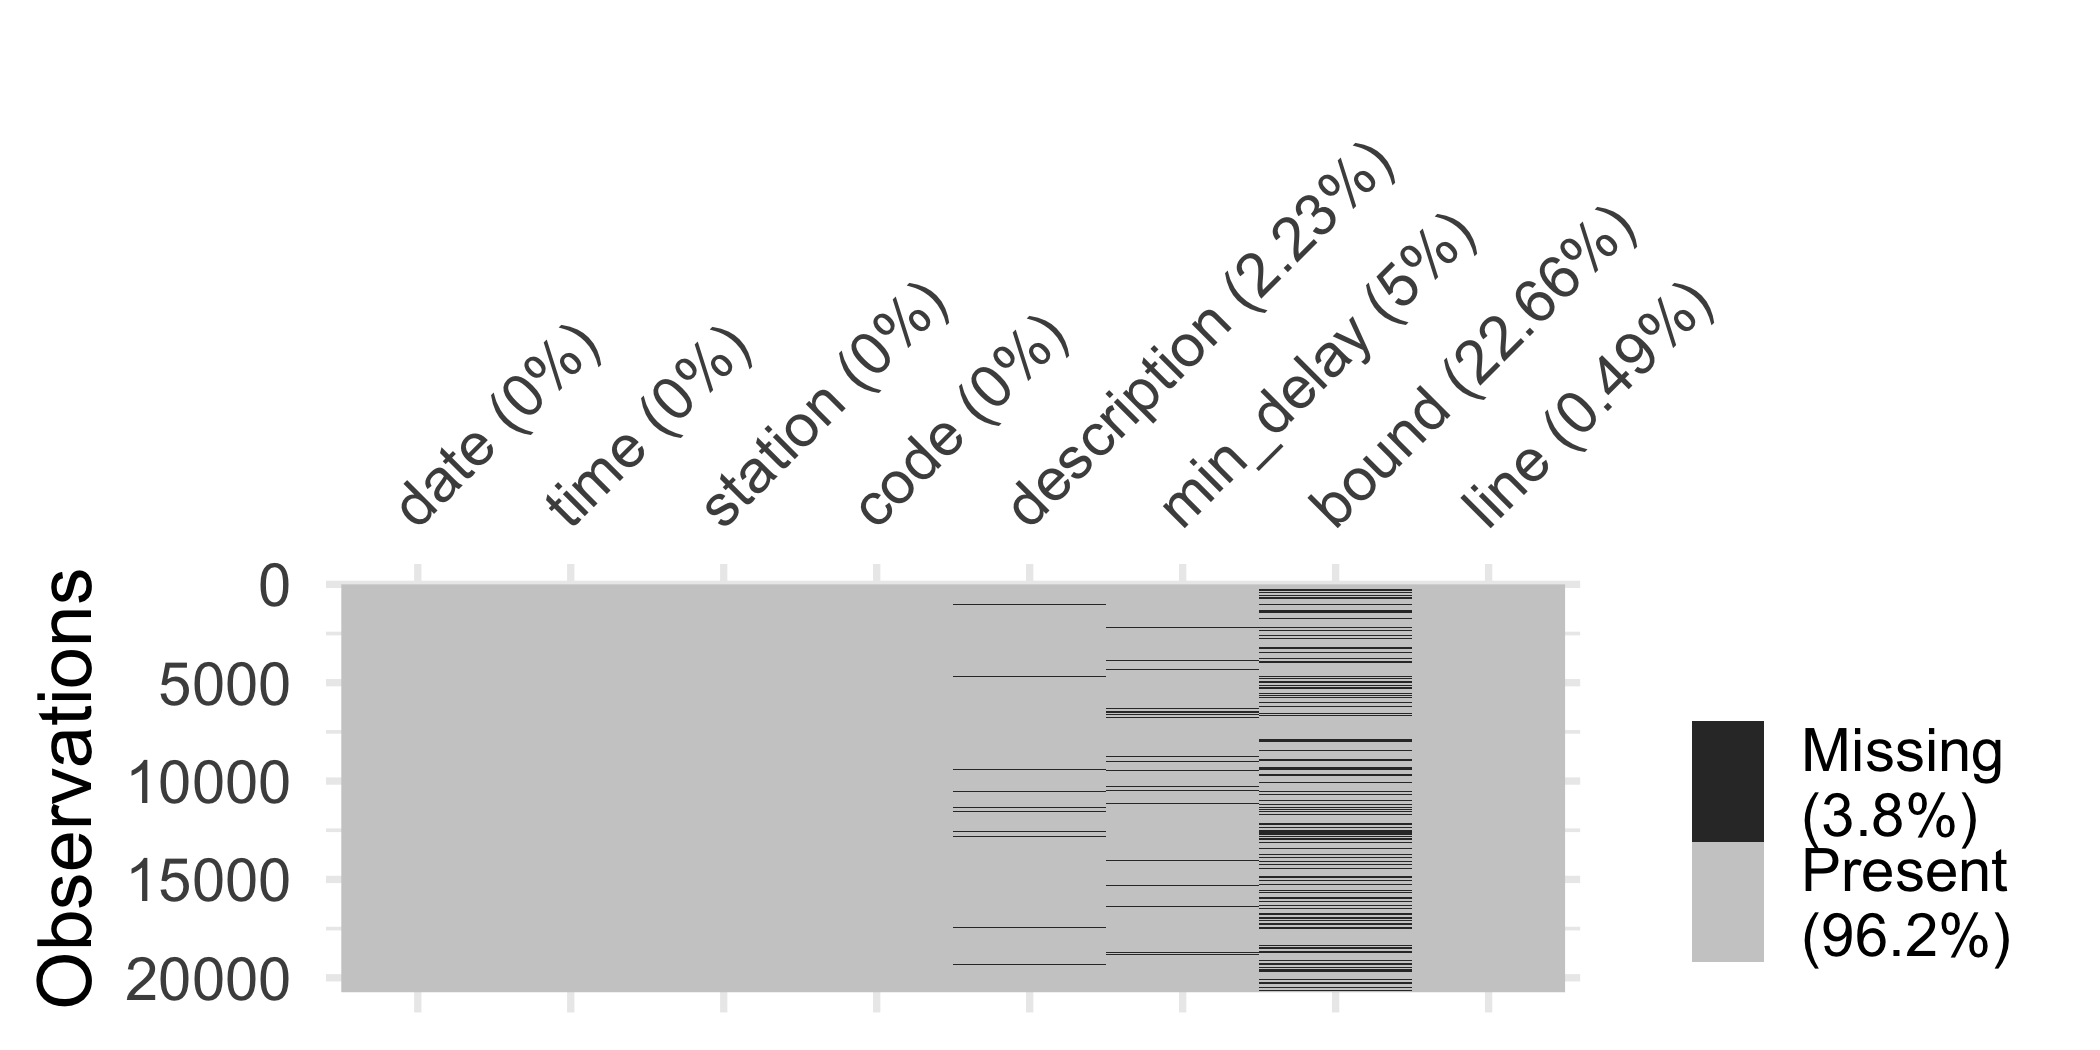 date (0%)
time (0%)
station (0%)
code (0%)
description (2.23%)
min_delay (5%)
bound (22.66%)
line (0.49%)
Observations
0
5000
10000
15000
20000
Missing
(3.8%)
Present
(96.2%)